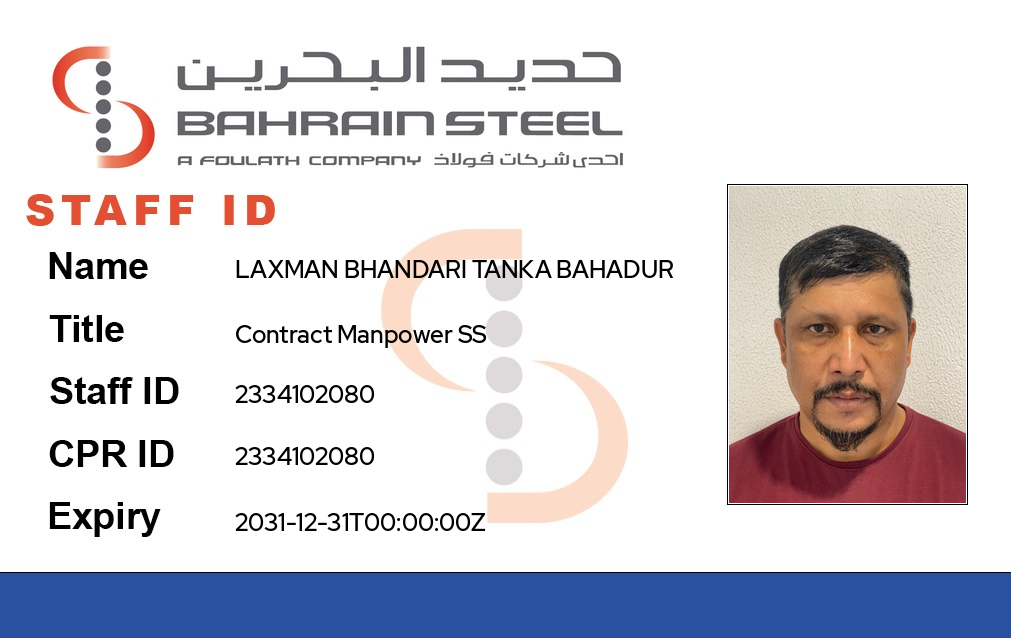 حديد البحرين
BAHRAIN STEEL
A FOULATH COMPANY احدى شركات فولاذ
STAFF ID
Name LAXMAN BHANDARI TANKA BAHADUR
Title Contract Manpower SS
Staff ID 2334102080
CPR ID 2334102080
Expiry 2031-12-31T00:00:00Z